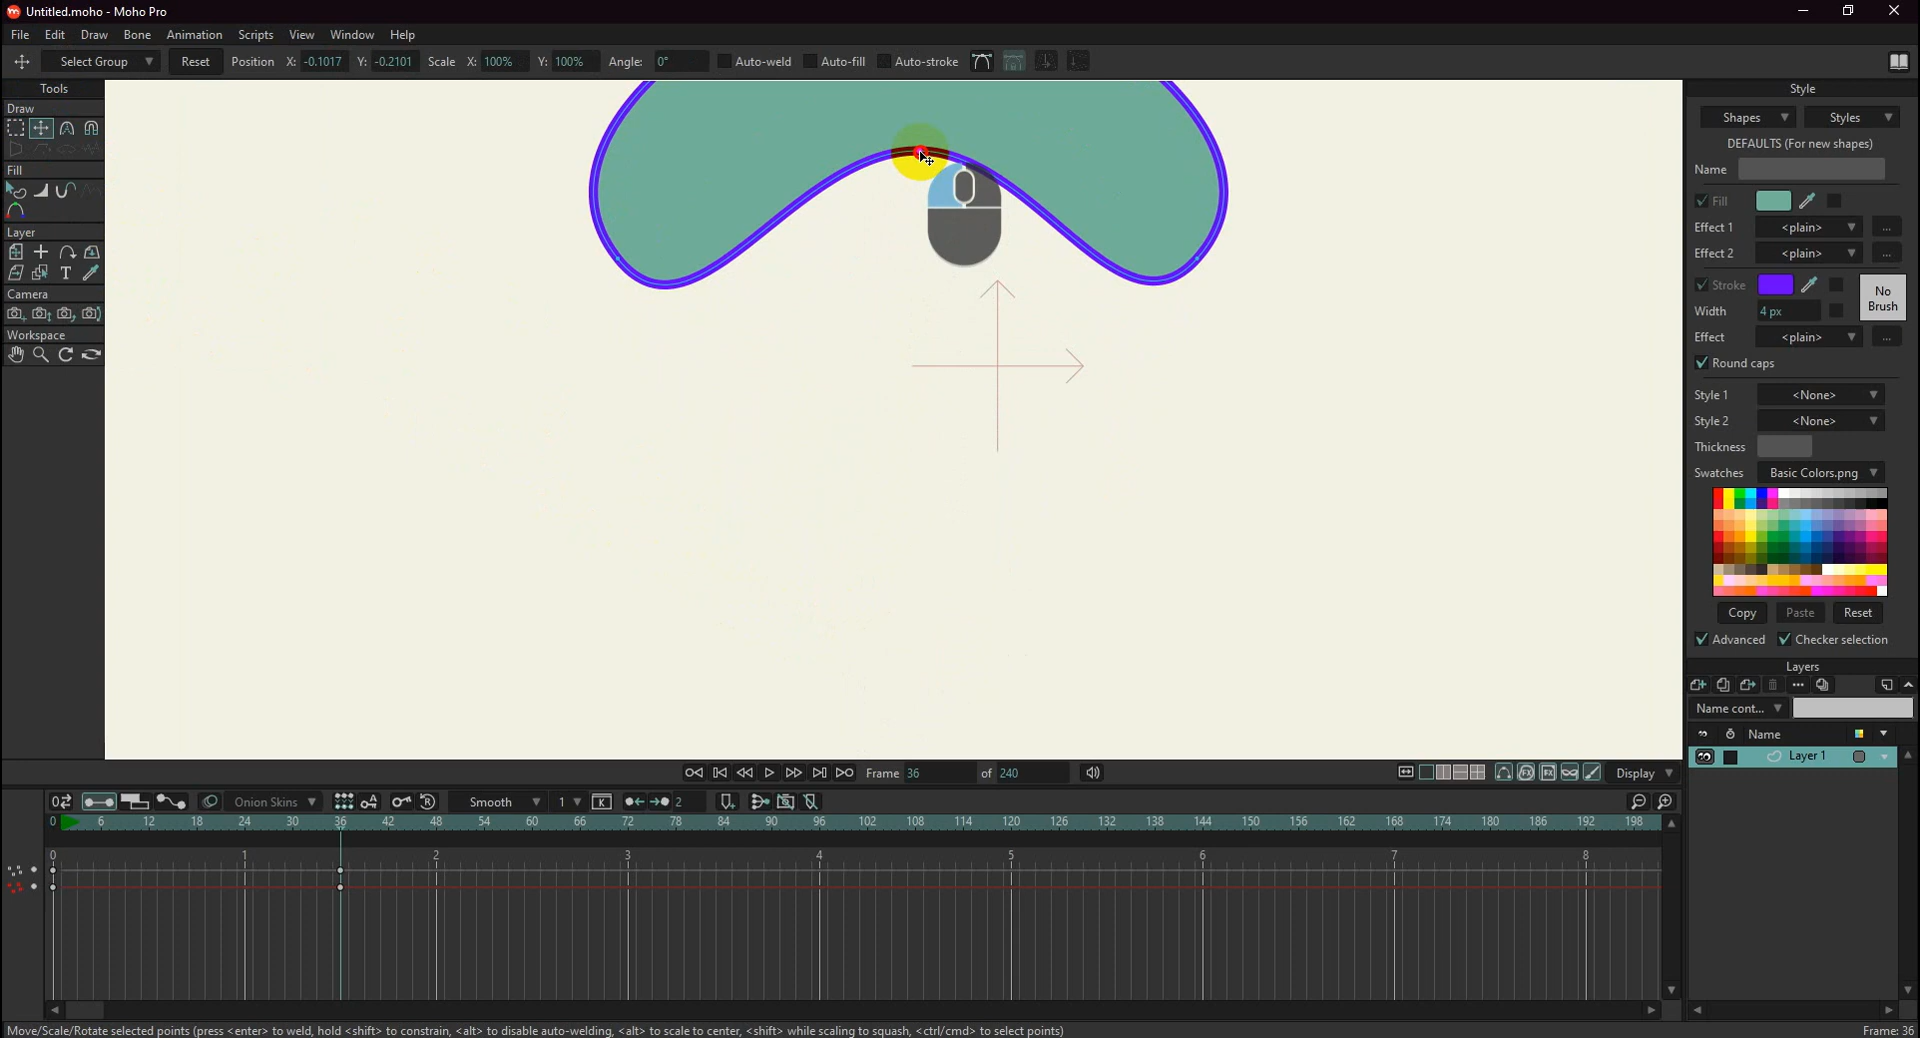 Untitled.moho - Moho Pro
File Edit Draw Bone Animation Scripts View Window Help
Select Group Reset Position X: -0.1017 Y: -0.2101 Scale X: 100% Y: 100% Angle: 0° Auto-weld Auto-fill Auto-stroke
Tools
Draw
Fill
Layer
Camera
Workspace
Style
Shapes Styles
DEFAULTS (For new shapes)
Name
Fill
Effect 1 <plain> ...
Effect 2 <plain> ...
Stroke
No
Brush
Width 4 px
Effect <plain> ...
Round caps
Style 1 <None>
Style 2 <None>
Thickness
Swatches Basic Colors.png
Copy Paste Reset
Advanced Checker selection
Layers
Name cont...
Name
Layer 1
Frame 36 of 240
Display
Onion Skins Smooth 1 2
0 6 12 18 24 30 36 42 48 54 60 66 72 78 84 90 96 102 108 114 120 126 132 138 144 150 156 162 168 174 180 186 192 198
0 1 2 3 4 5 6 7 8
Move/Scale/Rotate selected points (press <enter> to weld, hold <shift> to constrain, <alt> to disable auto-welding, <alt> to scale to center, <shift> while scaling to squash, <ctrl/cmd> to select points)
Frame: 36